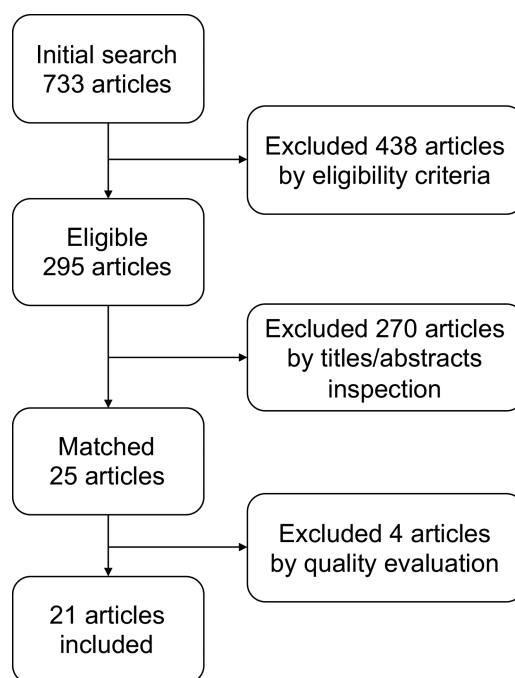 Initial search
733 articles
Excluded 438 articles
by eligibility criteria
Eligible
295 articles
Excluded 270 articles
by titles/abstracts
inspection
Matched
25 articles
Excluded 4 articles
by quality evaluation
21 articles
included